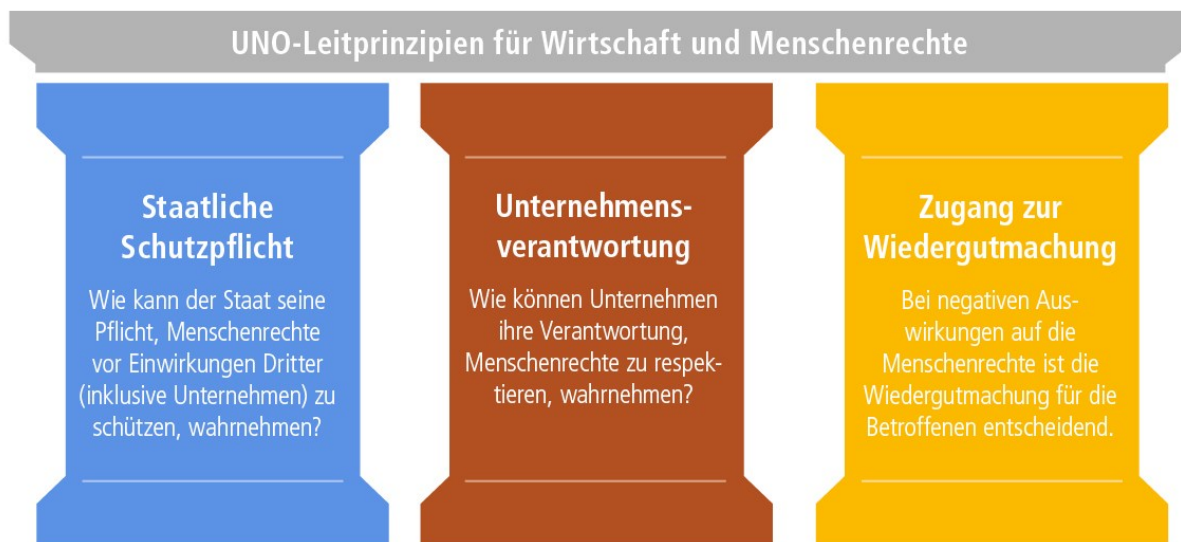 UNO-Leitprinzipien für Wirtschaft und Menschenrechte
Staatliche
Schutzpflicht
Wie kann der Staat seine
Pflicht, Menschenrechte
vor Einwirkungen Dritter
(inklusive Unternehmen) zu
schützen, wahrnehmen?
Unternehmens-
verantwortung
Wie können Unternehmen
ihre Verantwortung,
Menschenrechte zu respek-
tieren, wahrnehmen?
Zugang zur
Wiedergutmachung
Bei negativen Aus-
wirkungen auf die
Menschenrechte ist die
Wiedergutmachung für die
Betroffenen entscheidend.